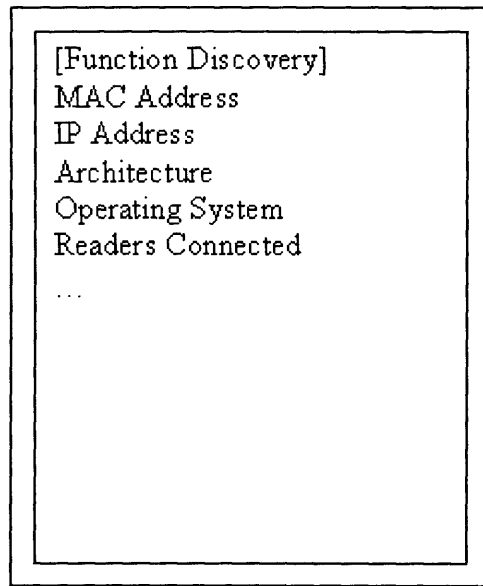 [Function Discovery]
MAC Address
IP Address
Architecture
Operating System
Readers Connected
...